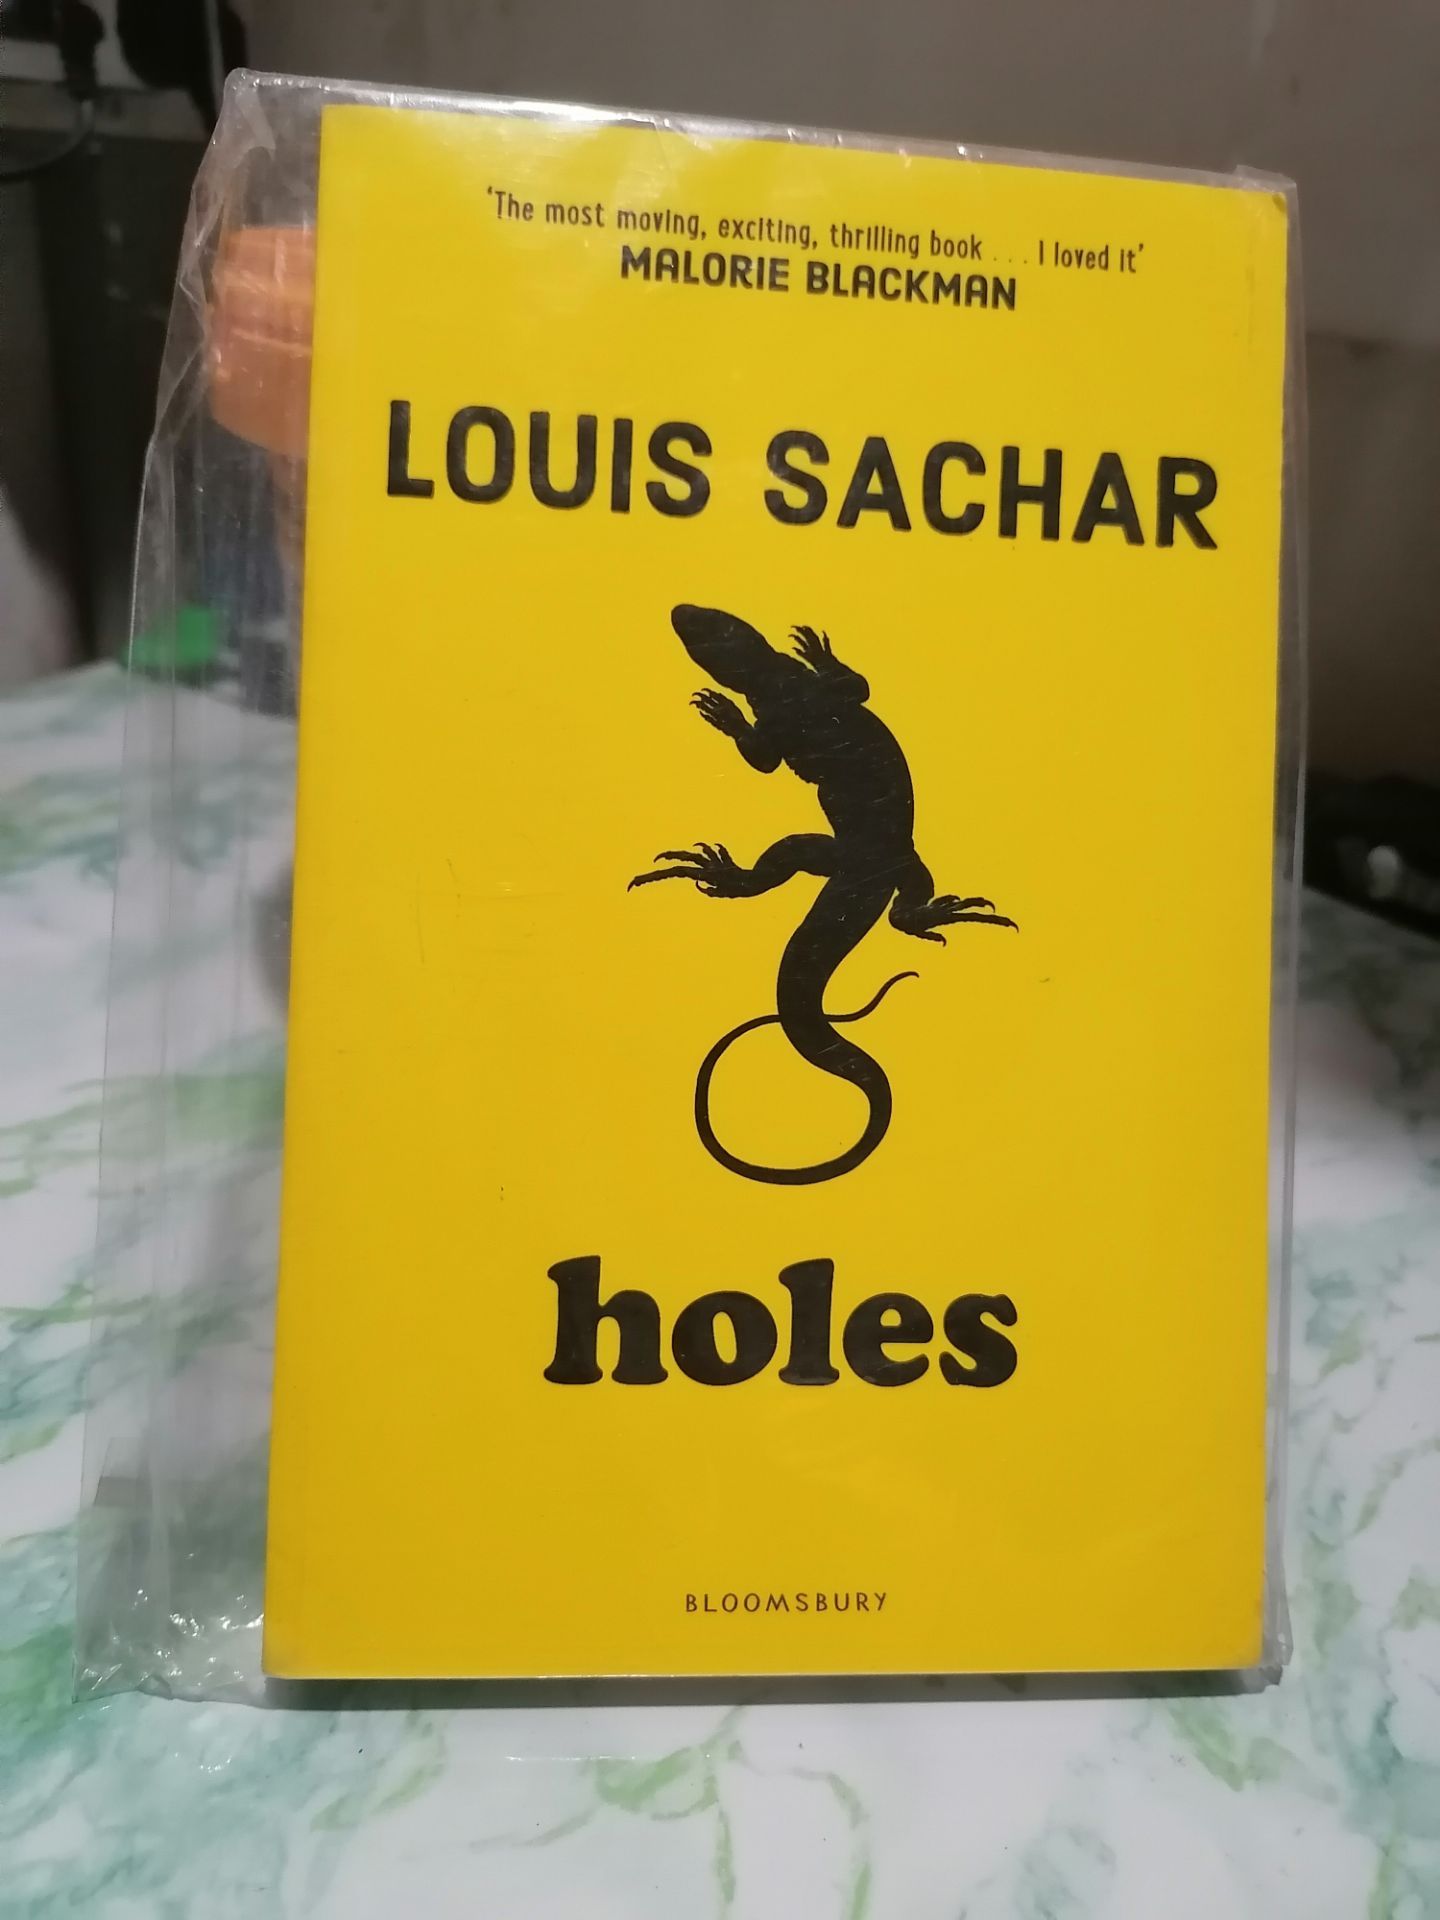 ‘The most moving, exciting, thrilling book . . . I loved it’
MALORIE BLACKMAN
LOUIS SACHAR
holes
BLOOMSBURY